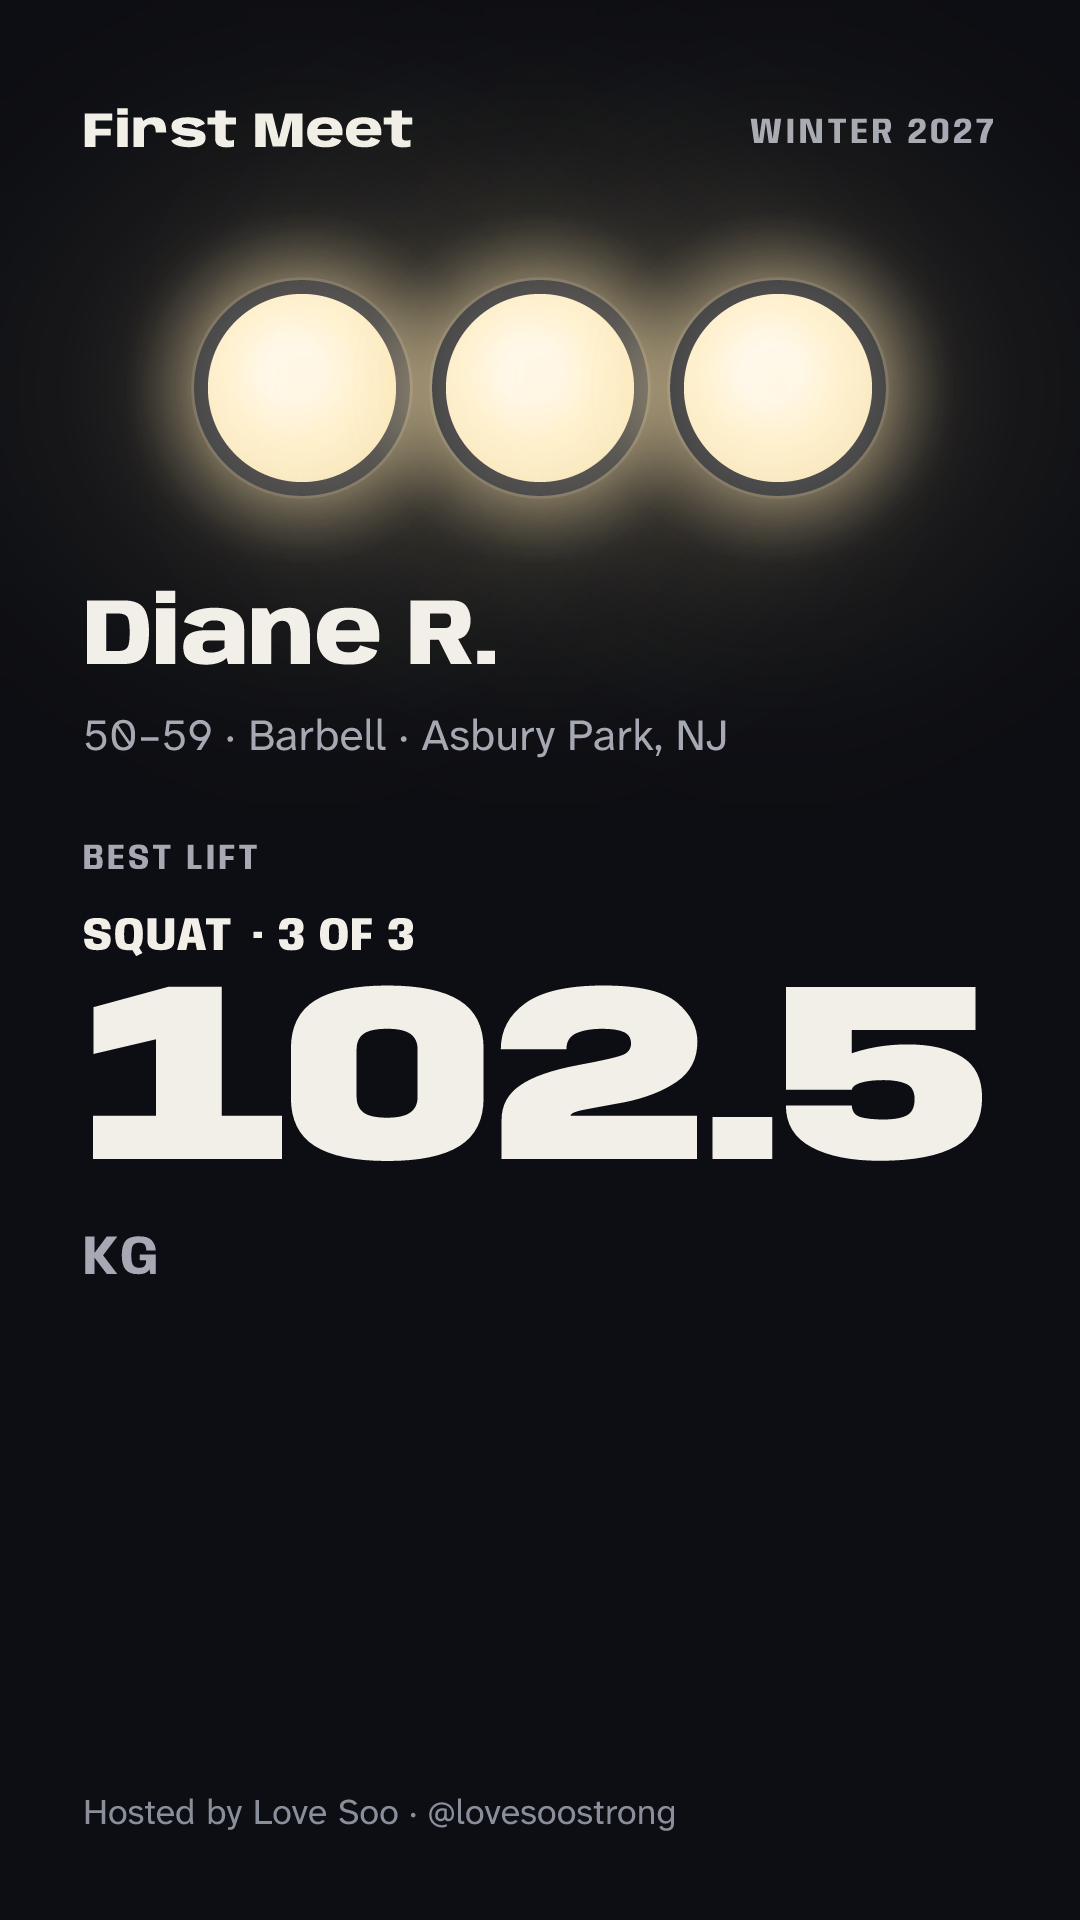 First Meet
WINTER 2027
Diane R.
50–59 · Barbell · Asbury Park, NJ
BEST LIFT
SQUAT · 3 OF 3
102.5
KG
Hosted by Love Soo · @lovesoostrong